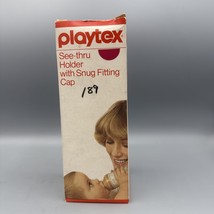 playtex
See-thru
Holder
with Snug Fitting
Cap
189